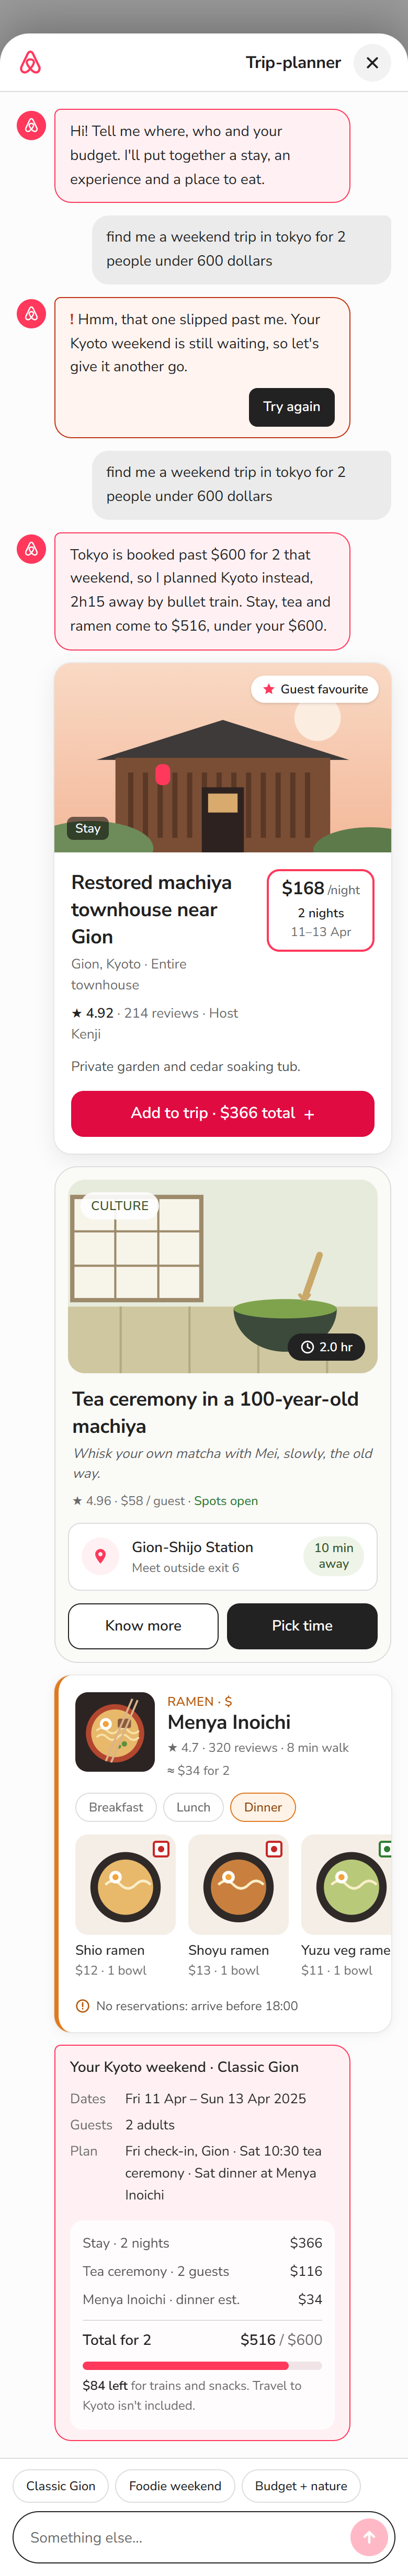 Trip-planner
Hi! Tell me where, who and your
budget. I'll put together a stay, an
experience and a place to eat.
find me a weekend trip in tokyo for 2
people under 600 dollars
! Hmm, that one slipped past me. Your
Kyoto weekend is still waiting, so let's
give it another go.
Try again
find me a weekend trip in tokyo for 2
people under 600 dollars
Tokyo is booked past $600 for 2 that
weekend, so I planned Kyoto instead,
2h15 away by bullet train. Stay, tea and
ramen come to $516, under your $600.
★ Guest favourite
Stay
Restored machiya
townhouse near
Gion
$168 /night
2 nights
11–13 Apr
Gion, Kyoto · Entire
townhouse
★ 4.92 · 214 reviews · Host
Kenji
Private garden and cedar soaking tub.
Add to trip · $366 total +
CULTURE
2.0 hr
Tea ceremony in a 100-year-old
machiya
Whisk your own matcha with Mei, slowly, the old
way.
★ 4.96 · $58 / guest · Spots open
Gion-Shijo Station
Meet outside exit 6
10 min
away
Know more
Pick time
RAMEN · $
Menya Inoichi
★ 4.7 · 320 reviews · 8 min walk
≈ $34 for 2
Breakfast
Lunch
Dinner
Shio ramen
$12 · 1 bowl
Shoyu ramen
$13 · 1 bowl
Yuzu veg rame
$11 · 1 bowl
No reservations: arrive before 18:00
Your Kyoto weekend · Classic Gion
Dates Fri 11 Apr – Sun 13 Apr 2025
Guests 2 adults
Plan Fri check-in, Gion · Sat 10:30 tea
ceremony · Sat dinner at Menya
Inoichi
Stay · 2 nights $366
Tea ceremony · 2 guests $116
Menya Inoichi · dinner est. $34
Total for 2 $516 / $600
$84 left for trains and snacks. Travel to
Kyoto isn't included.
Classic Gion
Foodie weekend
Budget + nature
Something else...